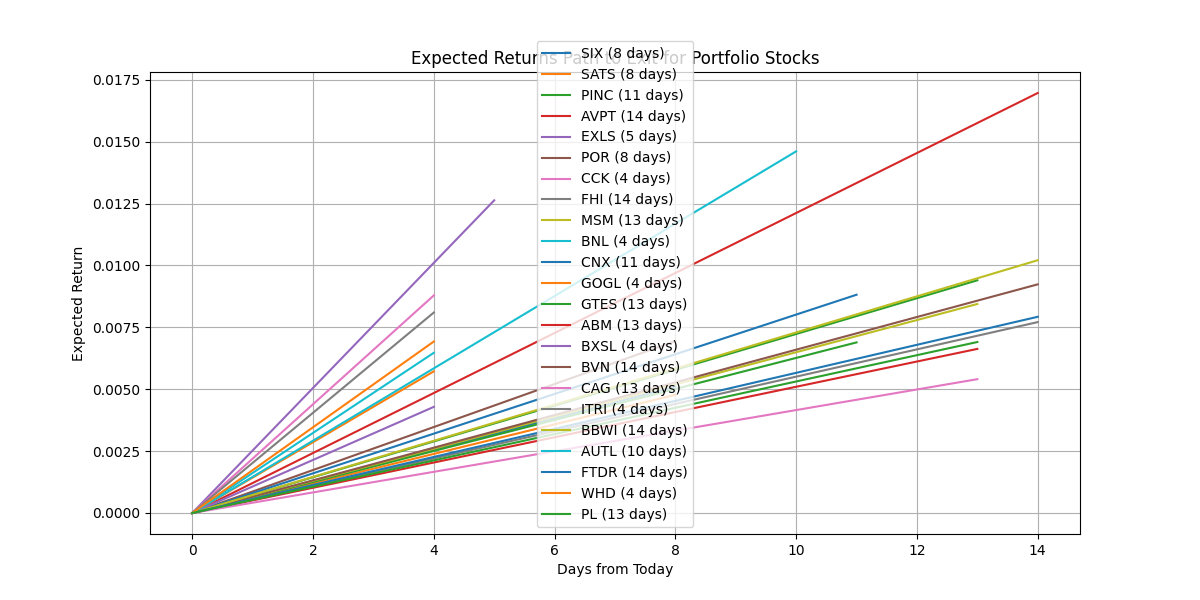 Expected Returns Path to Exit for Portfolio Stocks
SIX (8 days)
SATS (8 days)
PINC (11 days)
AVPT (14 days)
EXLS (5 days)
POR (8 days)
CCK (4 days)
FHI (14 days)
MSM (13 days)
BNL (4 days)
CNX (11 days)
GOGL (4 days)
GTES (13 days)
ABM (13 days)
BXSL (4 days)
BVN (14 days)
CAG (13 days)
ITRI (4 days)
BBWI (14 days)
AUTL (10 days)
FTDR (14 days)
WHD (4 days)
PL (13 days)
Expected Return
0.0175
0.0150
0.0125
0.0100
0.0075
0.0050
0.0025
0.0000
0 2 4 6 8 10 12 14
Days from Today